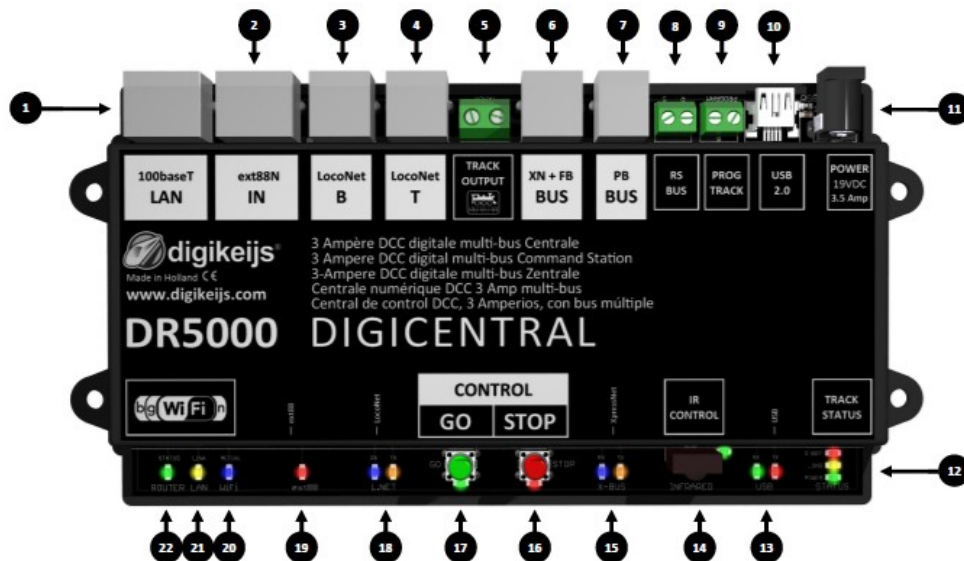 2 3 4 5 6 7 8 9 10
1
11
100baseT
LAN
ext88N
IN
LocoNet
B
LocoNet
T
TRACK
OUTPUT
XN + FB
BUS
PB
BUS
RS
BUS
PROG
TRACK
USB
2.0
POWER
19VDC
3.5 Amp
digikeijs®
Made in Holland CE
www.digikeijs.com
3 Ampère DCC digitale multi-bus Centrale
3 Ampere DCC digital multi-bus Command Station
3-Ampere DCC digitale multi-bus Zentrale
Centrale numérique DCC 3 Amp multi-bus
Central de control DCC, 3 Amperios, con bus múltiple
DR5000 DIGICENTRAL
b g WiFi n
ext88
LocoNet
CONTROL
GO STOP
XpressNet
IR
CONTROL
USB
TRACK
STATUS
STATUS LINK
GO STOP
12
ROUTER LAN WiFi ext88 L.NET X-BUS INFRARED USB STATUS
22 21 20 19 18 17 16 15 14 13